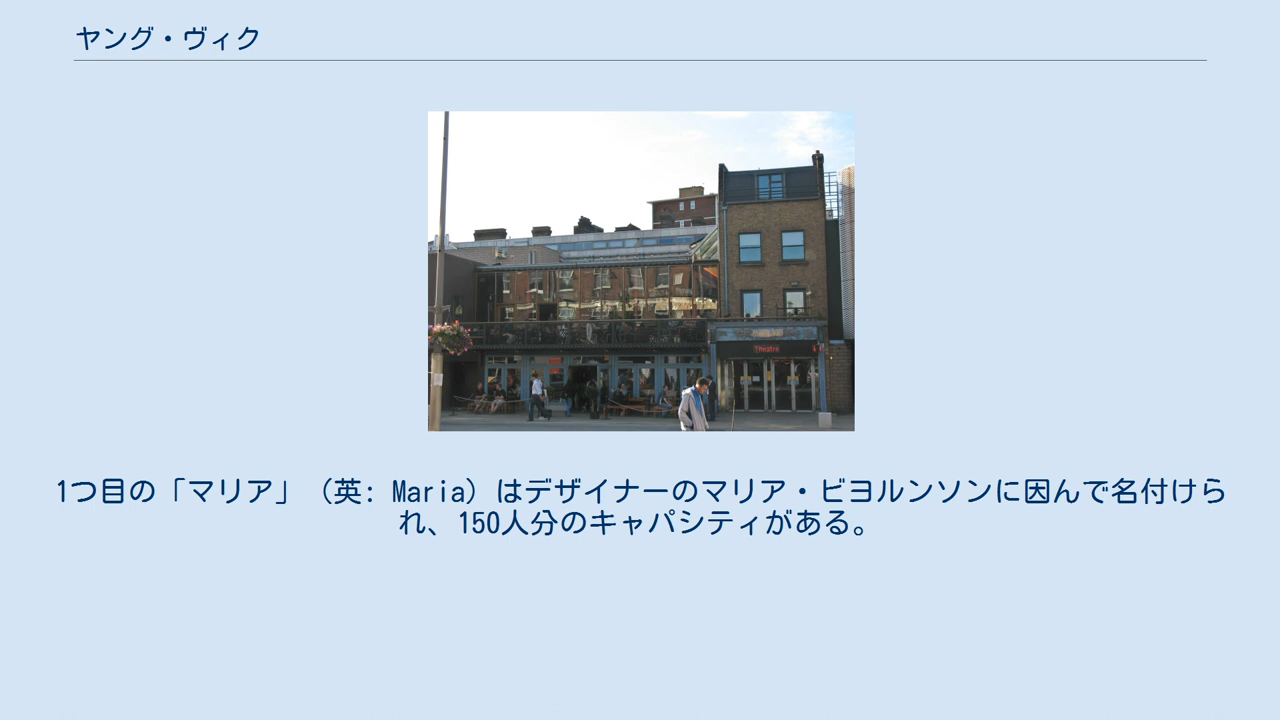 ヤング・ヴィク
Theatre
1つ目の「マリア」（英: Maria）はデザイナーのマリア・ビヨルンソンに因んで名付けら
れ、150人分のキャパシティがある。